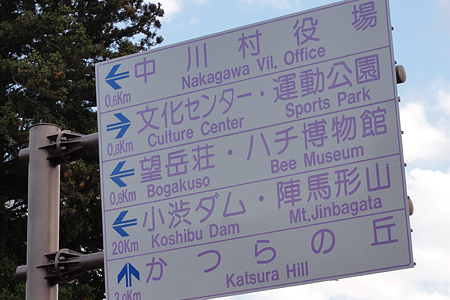 中川村役場
Nakagawa Vil. Office
0.6Km
文化センター・運動公園
Culture Center Sports Park
0.8Km
望岳荘・ハチ博物館
Bogakuso Bee Museum
0.8Km
小渋ダム・陣馬形山
Koshibu Dam Mt.Jinbagata
20Km
かつらの丘
Katsura Hill
3.0Km